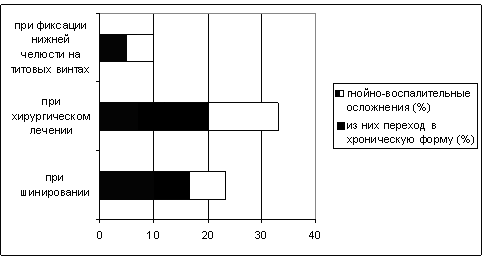 при фиксации
нижней
челюсти на
титовых винтах
при
хирургическом
лечении
при
шинировании
0 10 20 30 40
гнойно-воспалительные
осложнения (%)
из них переход в
хроническую форму (%)